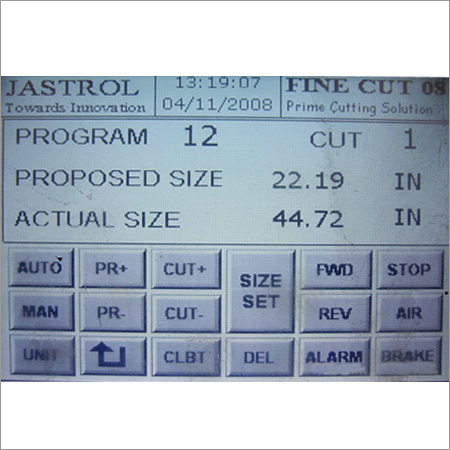 JASTROL 13:19:07 FINE CUT 08
Towards Innovation 04/11/2008 Prime Cutting Solution
PROGRAM 12 CUT 1
PROPOSED SIZE 22.19 IN
ACTUAL SIZE 44.72 IN
AUTO PR+ CUT+ SIZE SET FWD STOP
MAN PR- CUT- REV AIR
UNIT CLBT DEL ALARM BRAKE